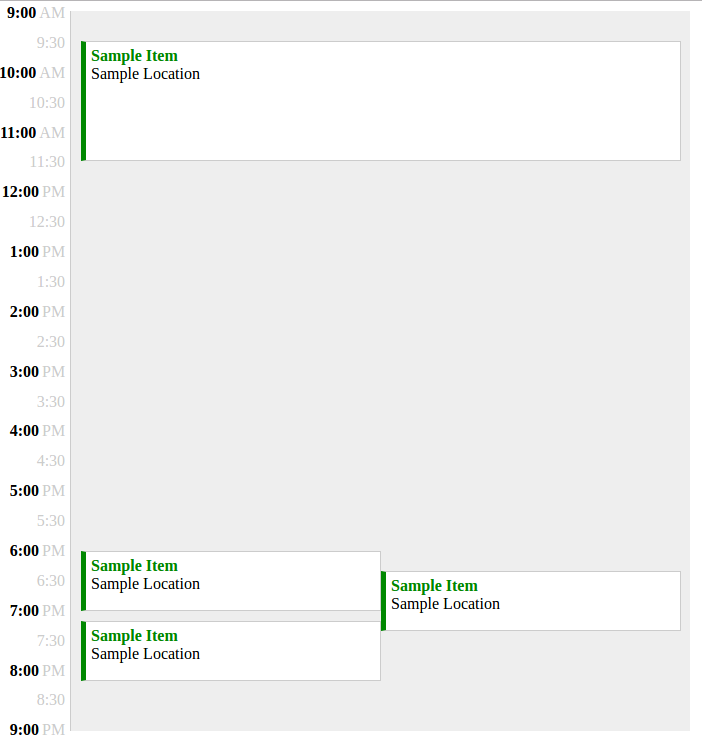 9:00 AM
9:30
10:00 AM
10:30
11:00 AM
11:30
12:00 PM
12:30
1:00 PM
1:30
2:00 PM
2:30
3:00 PM
3:30
4:00 PM
4:30
5:00 PM
5:30
6:00 PM
6:30
7:00 PM
7:30
8:00 PM
8:30
9:00 PM
Sample Item
Sample Location
Sample Item
Sample Location
Sample Item
Sample Location
Sample Item
Sample Location